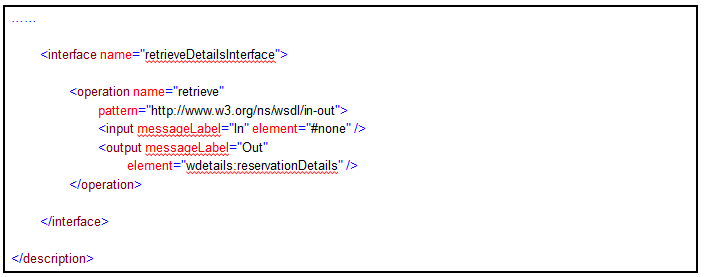 ......
<interface name="retrieveDetailsInterface">
<operation name="retrieve"
pattern="http://www.w3.org/ns/wsdl/in-out">
<input messageLabel="In" element="#none" />
<output messageLabel="Out"
element="wdetails:reservationDetails" />
</operation>
</interface>
</description>